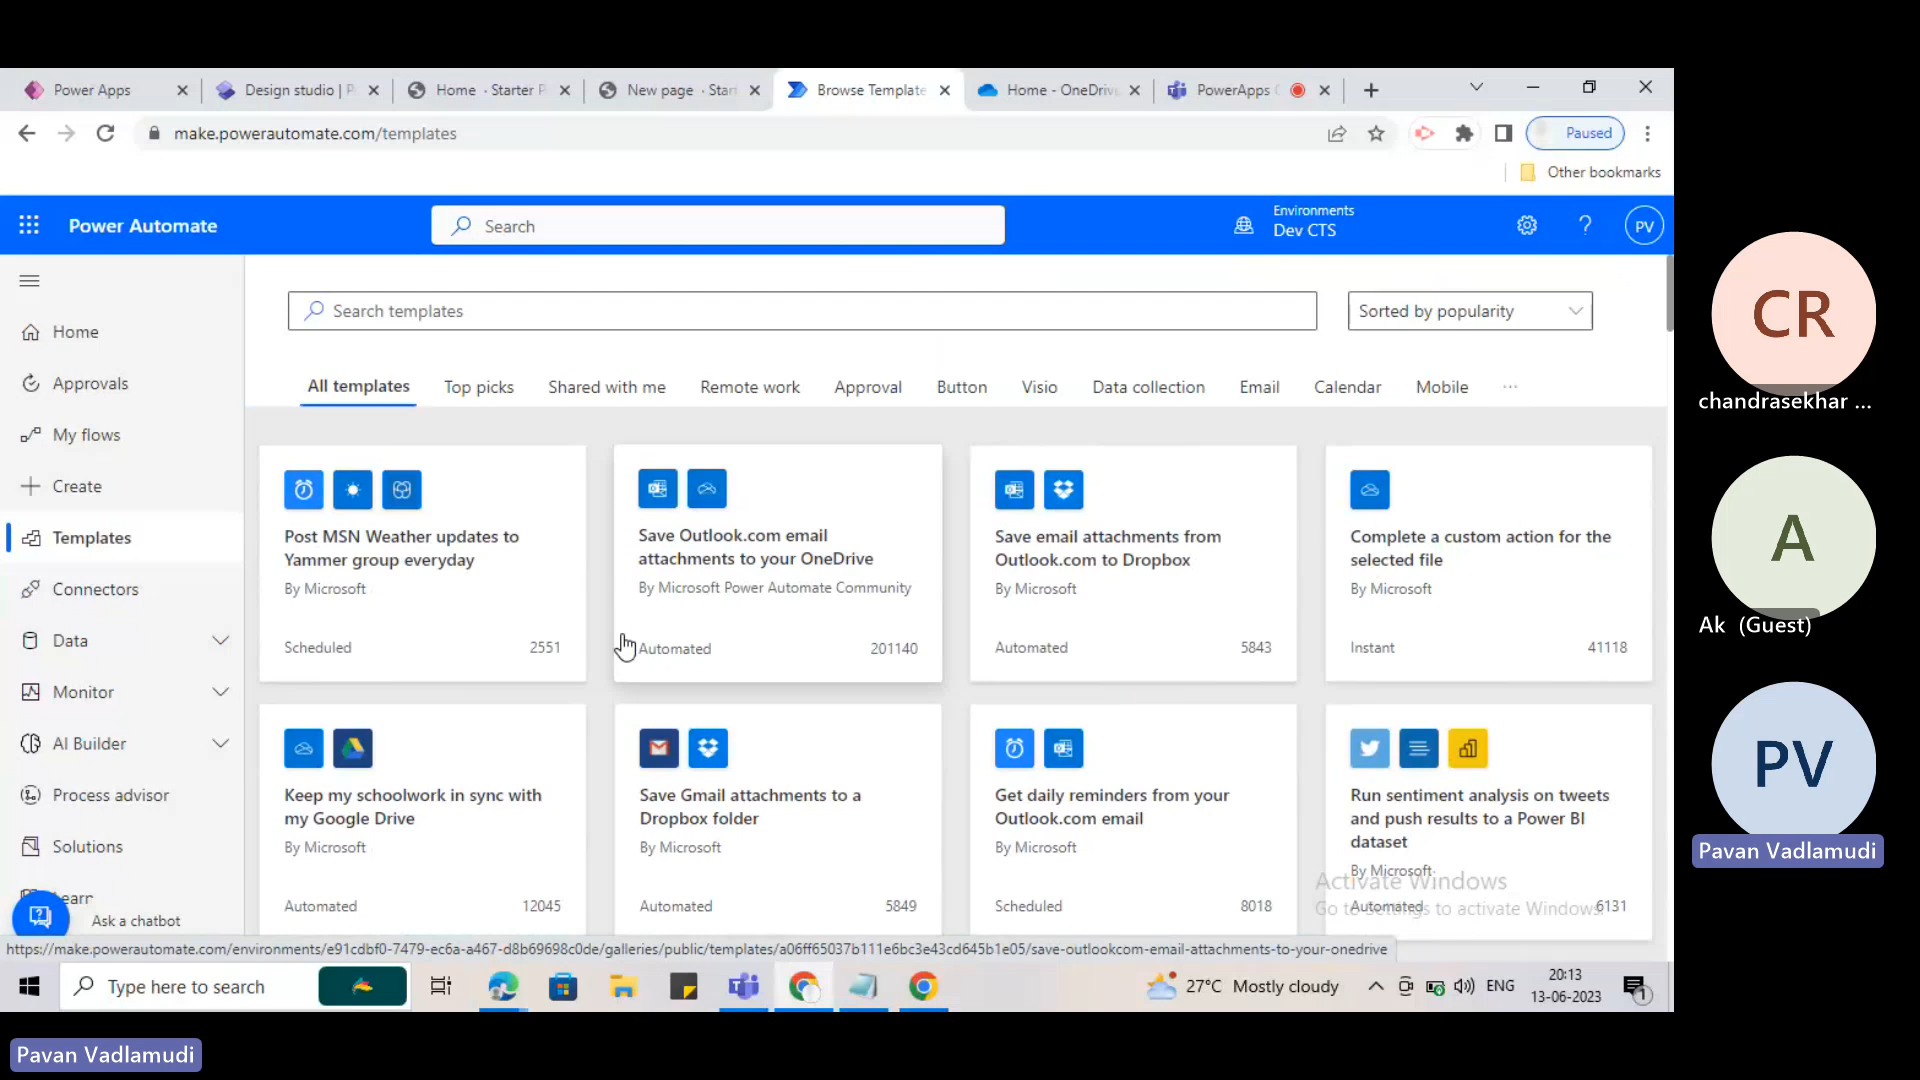 Power Apps
Design studio | P
Home · Starter P
New page · Star
Browse Template
Home - OneDriv
PowerApps
make.powerautomate.com/templates
Paused
Other bookmarks
Power Automate
Search
Environments
Dev CTS
PV
Search templates
Sorted by popularity
All templates
Top picks
Shared with me
Remote work
Approval
Button
Visio
Data collection
Email
Calendar
Mobile
Home
Approvals
My flows
Create
Templates
Connectors
Data
Monitor
AI Builder
Process advisor
Solutions
earn
Ask a chatbot
Post MSN Weather updates to
Yammer group everyday
By Microsoft
Scheduled 2551
Save Outlook.com email
attachments to your OneDrive
By Microsoft Power Automate Community
Automated 201140
Save email attachments from
Outlook.com to Dropbox
By Microsoft
Automated 5843
Complete a custom action for the
selected file
By Microsoft
Instant 41118
Keep my schoolwork in sync with
my Google Drive
By Microsoft
Automated 12045
Save Gmail attachments to a
Dropbox folder
By Microsoft
Automated 5849
Get daily reminders from your
Outlook.com email
By Microsoft
Scheduled 8018
Run sentiment analysis on tweets
and push results to a Power BI
dataset
By Microsoft
Automated 6131
Activate Windows
Go to Settings to activate Windows.
https://make.powerautomate.com/environments/e91cdbf0-7479-ec6a-a467-d8b69698c0de/galleries/public/templates/a06ff65037b111e6bc3e43cd645b1e05/save-outlookcom-email-attachments-to-your-onedrive
Type here to search
27°C Mostly cloudy
ENG
20:13
13-06-2023
1
CR
chandrasekhar ...
A
Ak (Guest)
PV
Pavan Vadlamudi
Pavan Vadlamudi